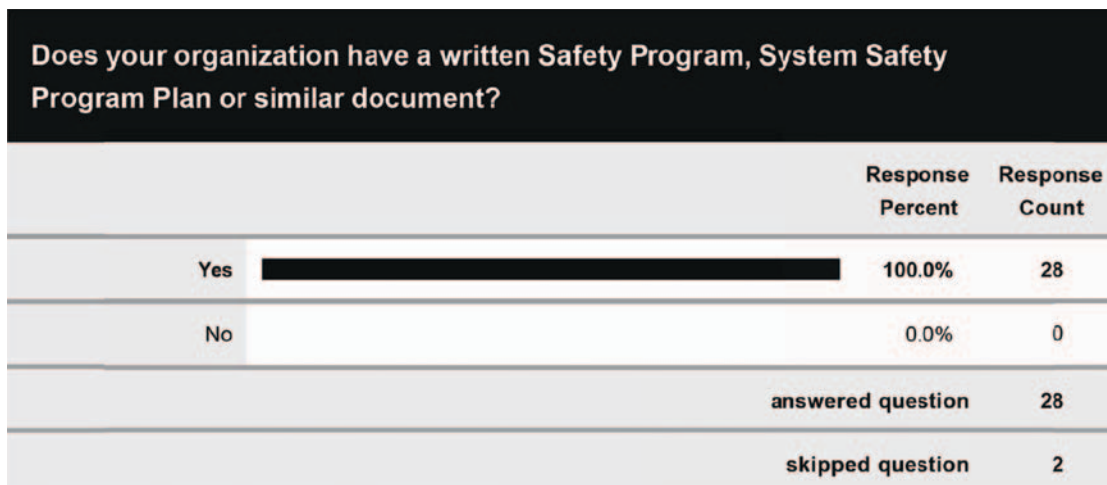 Does your organization have a written Safety Program, System Safety
Program Plan or similar document?
Response Response
Percent Count
Yes 100.0% 28
No 0.0% 0
answered question 28
skipped question 2